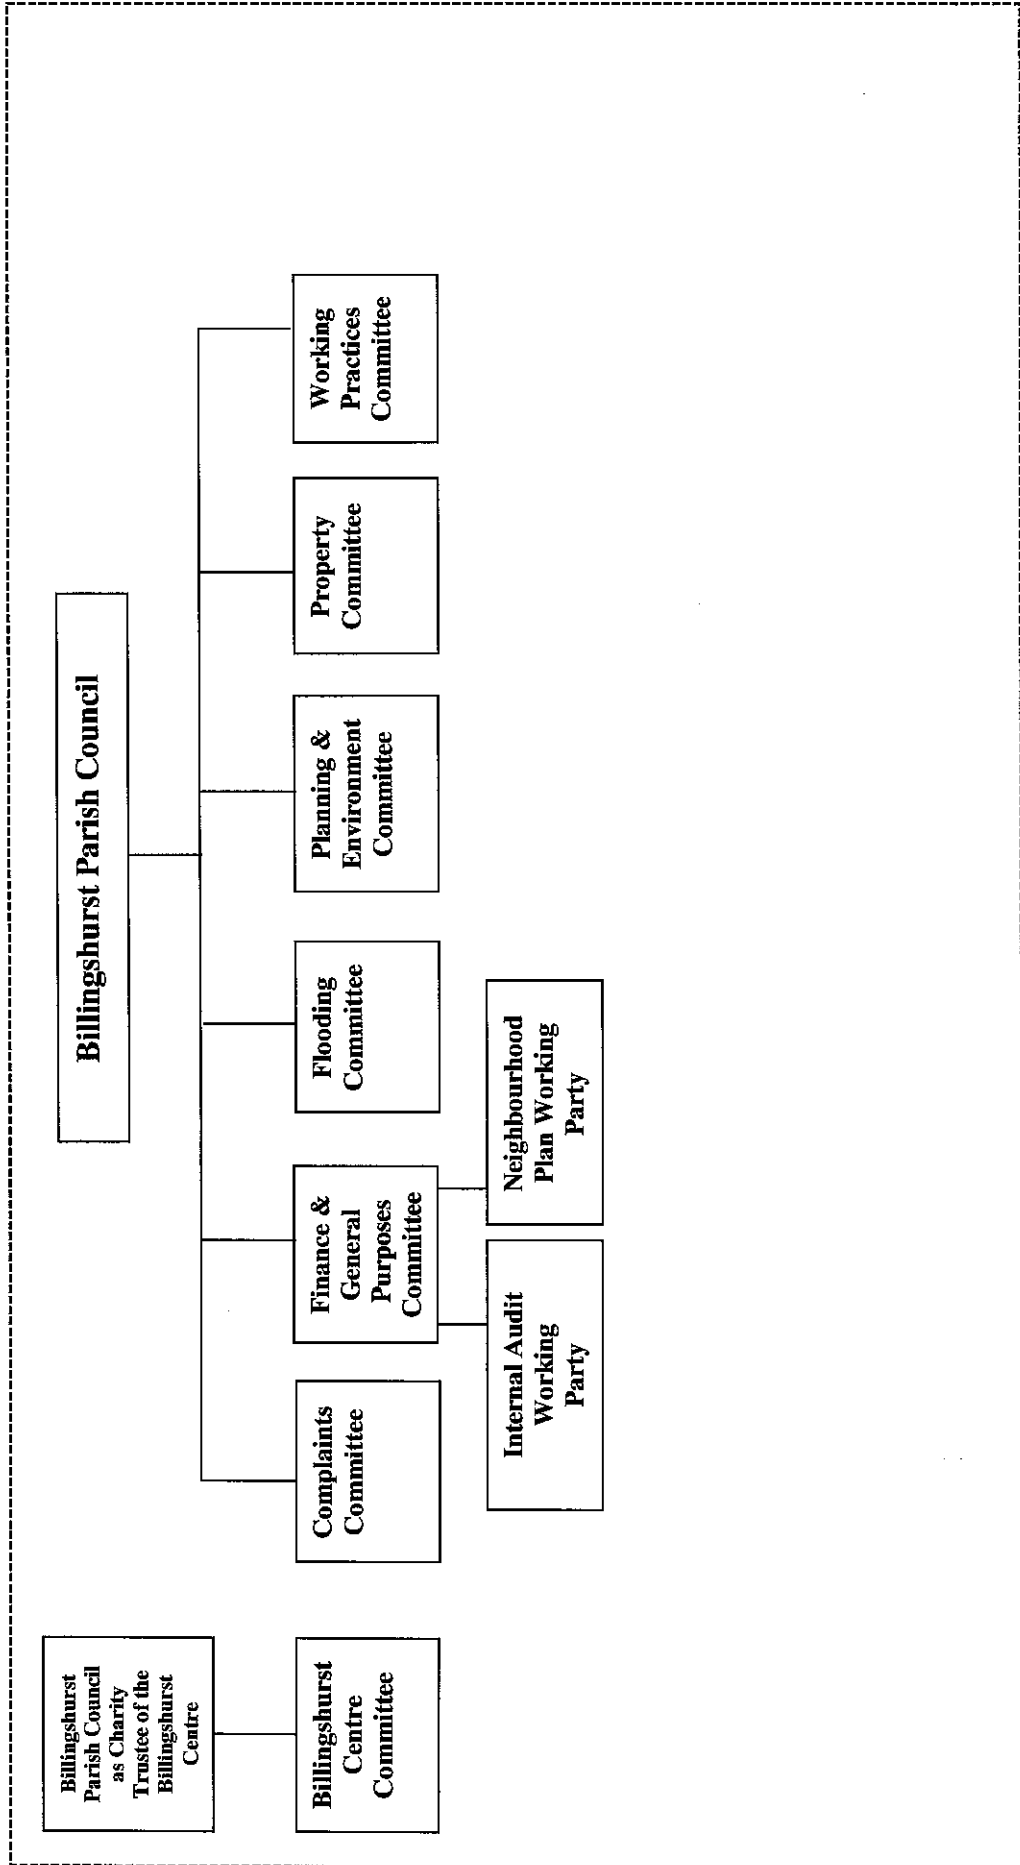 Billingshurst
Parish Council
as Charity
Trustee of the
Billingshurst
Centre
Billingshurst Parish Council
Billingshurst
Centre
Committee
Complaints
Committee
Finance &
General
Purposes
Committee
Flooding
Committee
Planning &
Environment
Committee
Property
Committee
Working
Practices
Committee
Internal Audit
Working
Party
Neighbourhood
Plan Working
Party